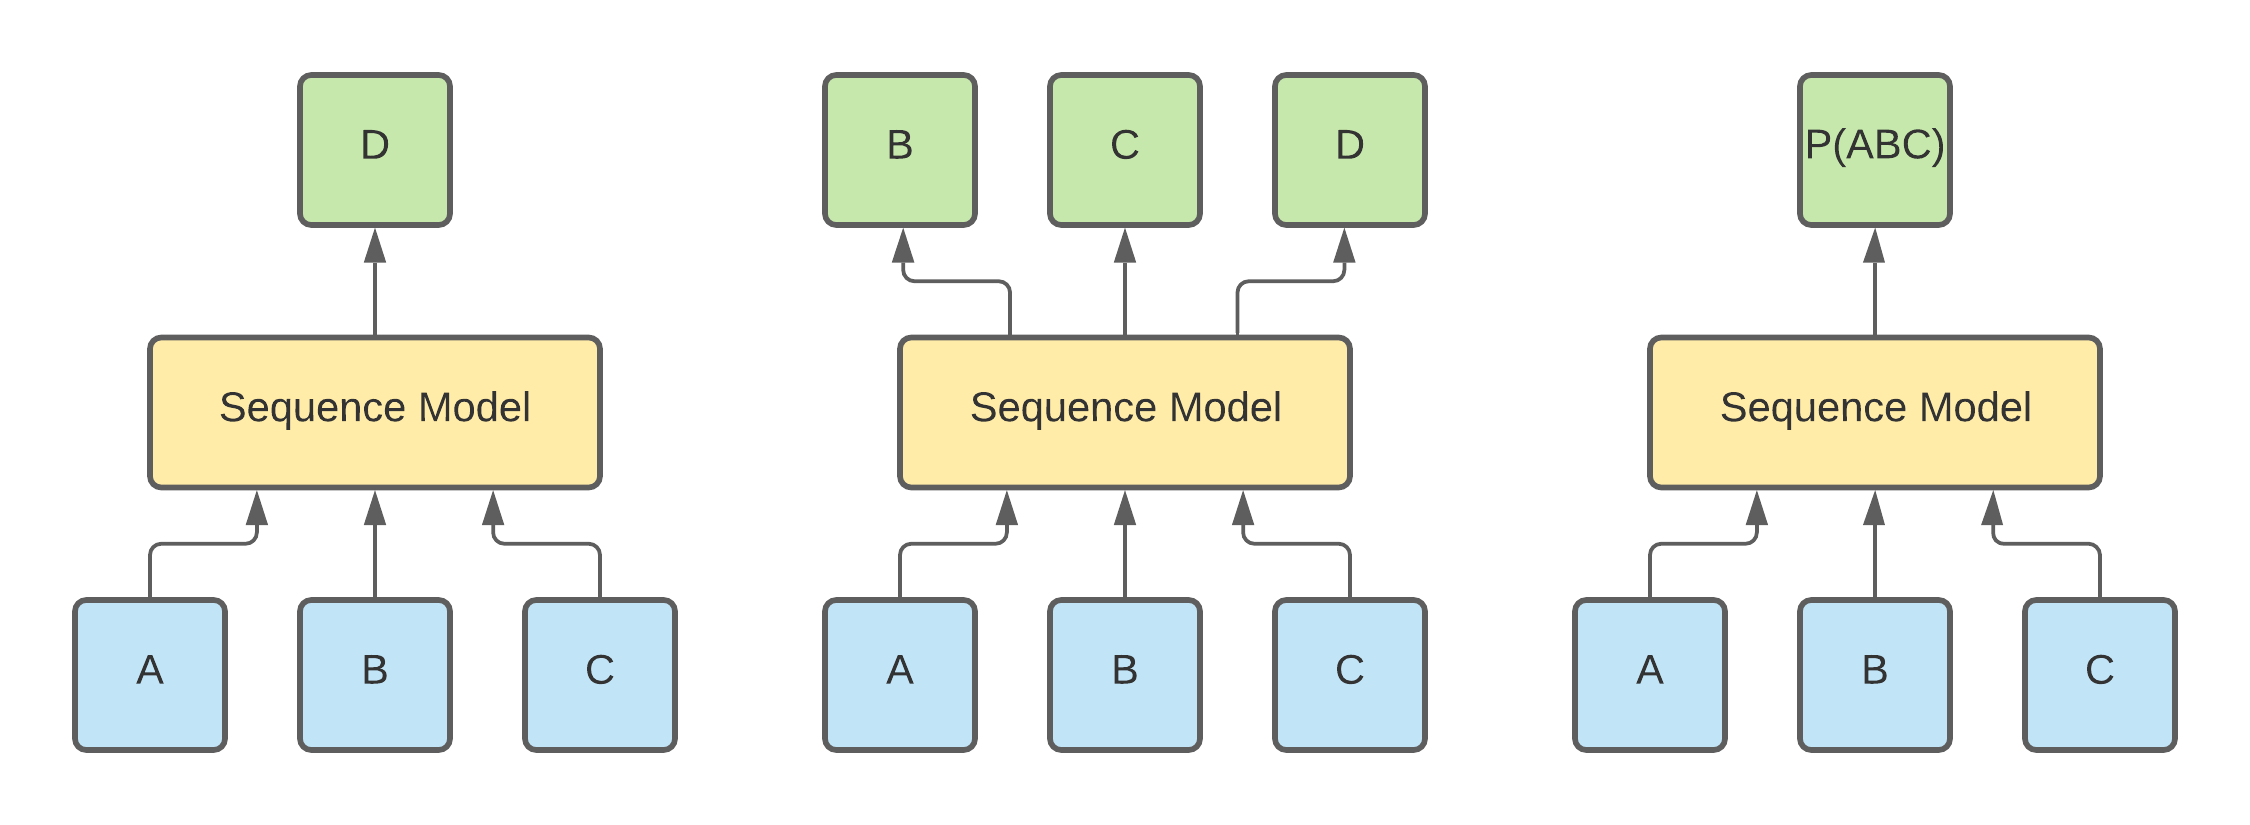 D
Sequence Model
A B C
B C D
Sequence Model
A B C
P(ABC)
Sequence Model
A B C